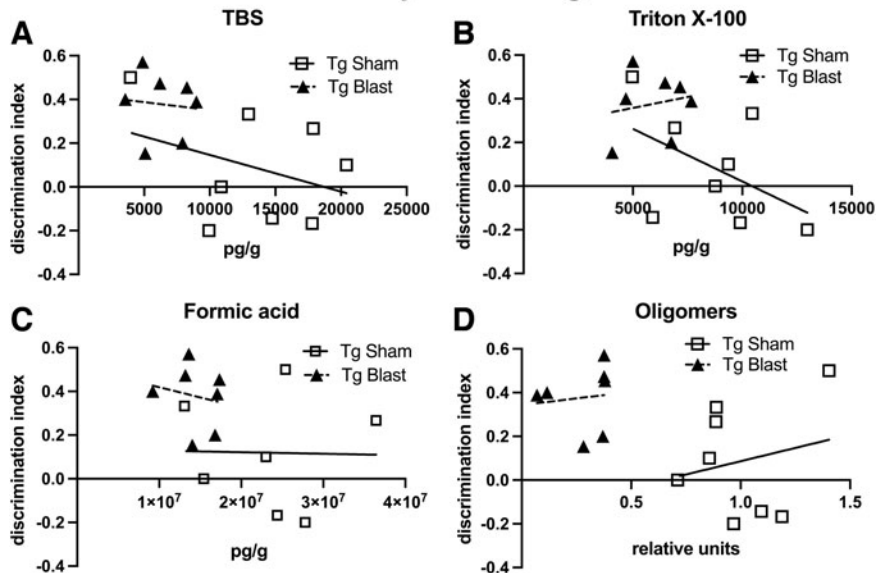 A
TBS
discrimination index
0.6
0.4
0.2
0.0
-0.2
-0.4
5000 10000 15000 20000 25000
pg/g
Tg Sham
Tg Blast
B
Triton X-100
discrimination index
0.6
0.4
0.2
0.0
-0.2
-0.4
5000 10000 15000
pg/g
Tg Sham
Tg Blast
C
Formic acid
discrimination index
0.6
0.4
0.2
0.0
-0.2
-0.4
1×10⁷ 2×10⁷ 3×10⁷ 4×10⁷
pg/g
Tg Sham
Tg Blast
D
Oligomers
discrimination index
0.6
0.4
0.2
0.0
-0.2
-0.4
0.5 1.0 1.5
relative units
Tg Sham
Tg Blast